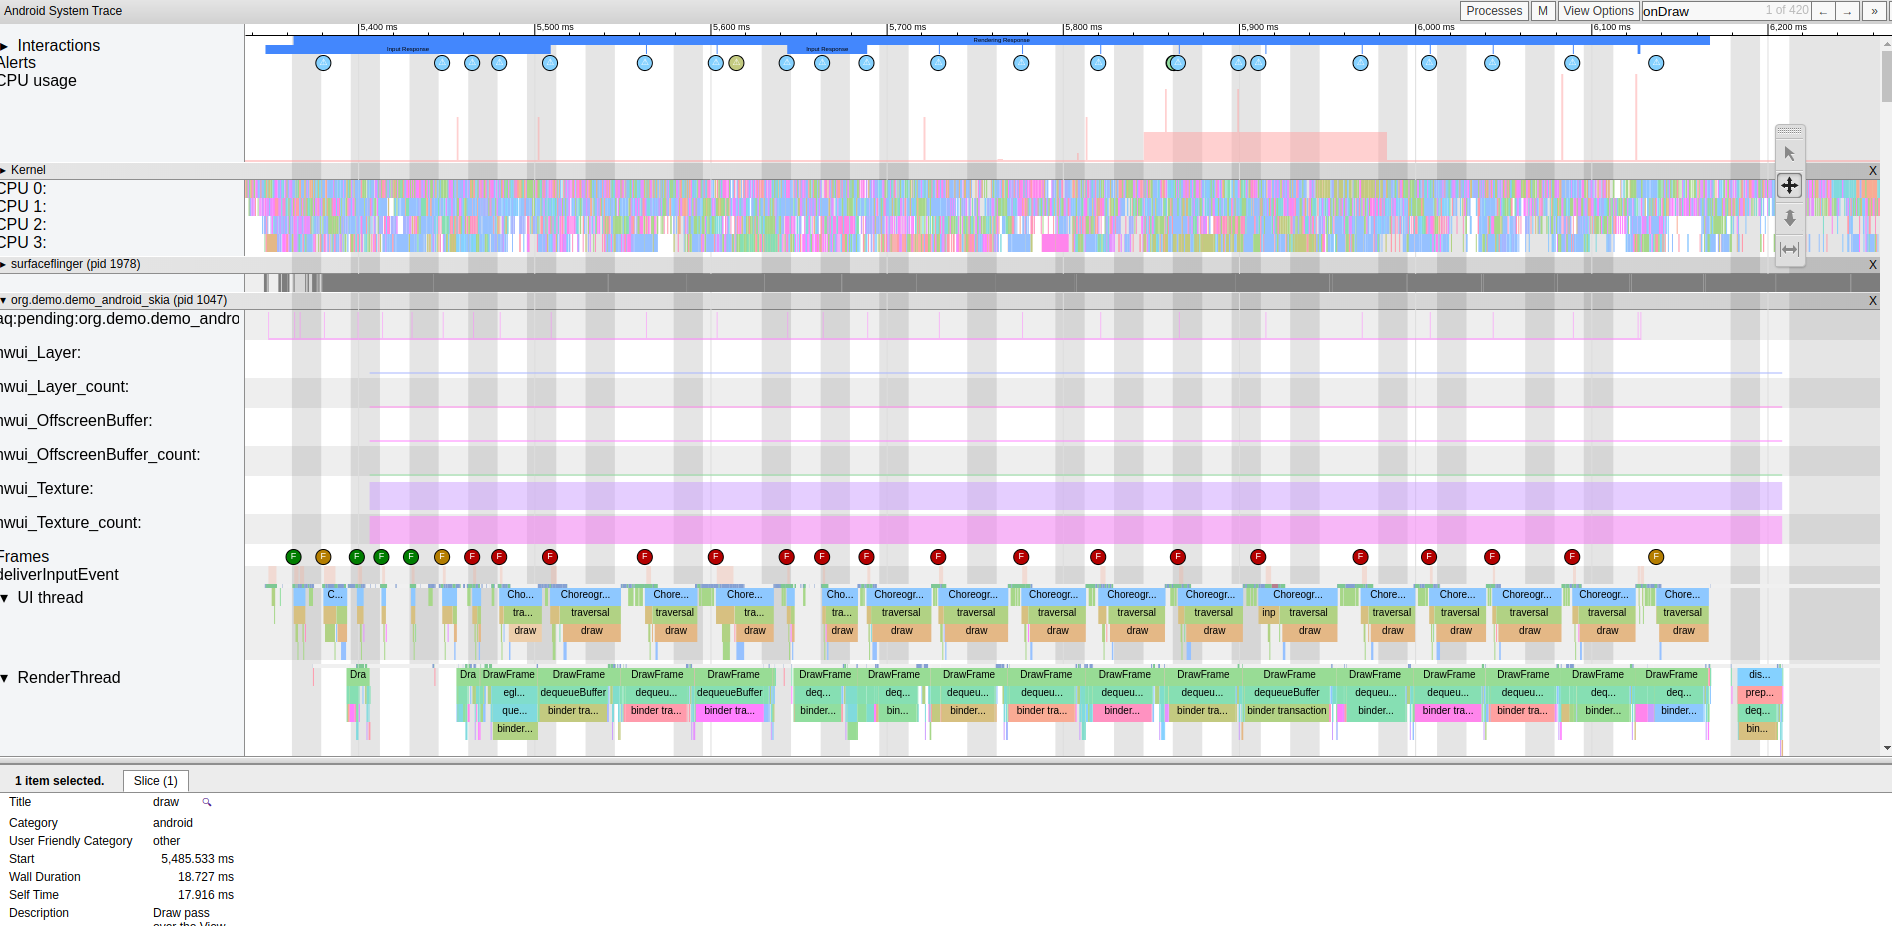 Android System Trace
Processes M View Options onDraw 1 of 420 ← → »
5,400 ms 5,500 ms 5,600 ms 5,700 ms 5,800 ms 5,900 ms 6,000 ms 6,100 ms 6,200 ms
Interactions
Rendering Response
Input Response Input Response
Alerts
CPU usage
Kernel X
CPU 0:
CPU 1:
CPU 2:
CPU 3:
surfaceflinger (pid 1978) X
org.demo.demo_android_skia (pid 1047) X
aq:pending:org.demo.demo_andro
hwui_Layer:
hwui_Layer_count:
hwui_OffscreenBuffer:
hwui_OffscreenBuffer_count:
hwui_Texture:
hwui_Texture_count:
Frames F F F F F F F F F F F F F F F F F F F F F F F F
deliverInputEvent
UI thread C... Cho... Choreogr... Chore... Chore... Cho... Choreogr... Choreogr... Choreogr... Choreogr... Choreogr... Choreogr... Chore... Chore... Choreogr... Choreogr... Chore...
tra... traversal traversal tra... tra... traversal traversal traversal traversal traversal inp traversal traversal traversal traversal traversal traversal
draw draw draw draw draw draw draw draw draw draw draw draw draw draw draw draw
RenderThread Dra Dra DrawFrame DrawFrame DrawFrame DrawFrame DrawFrame DrawFrame DrawFrame DrawFrame DrawFrame DrawFrame DrawFrame DrawFrame DrawFrame DrawFrame DrawFrame DrawFrame dis...
egl... dequeueBuffer dequeu... dequeueBuffer deq... deq... dequeu... dequeu... dequeu... dequeu... dequeueBuffer dequeu... dequeu... dequeu... deq... deq... prep...
que... binder tra... binder tra... binder tra... binder... bin... binder... binder tra... binder... binder tra... binder transaction binder... binder tra... binder tra... binder... binder... deq...
binder... bin...
1 item selected. Slice (1)
Title draw
Category android
User Friendly Category other
Start 5,485.533 ms
Wall Duration 18.727 ms
Self Time 17.916 ms
Description Draw pass
over the View